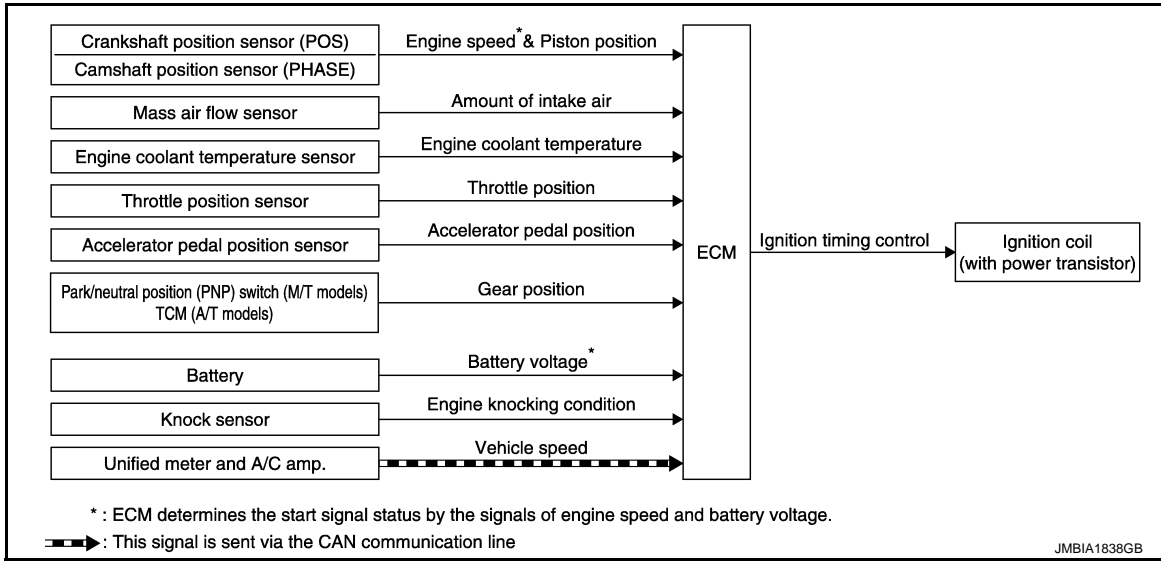 Crankshaft position sensor (POS)
Engine speed* & Piston position
Camshaft position sensor (PHASE)
Mass air flow sensor
Amount of intake air
Engine coolant temperature sensor
Engine coolant temperature
Throttle position sensor
Throttle position
Accelerator pedal position sensor
Accelerator pedal position
ECM
Ignition timing control
Ignition coil
(with power transistor)
Park/neutral position (PNP) switch (M/T models)
TCM (A/T models)
Gear position
Battery
Battery voltage*
Knock sensor
Engine knocking condition
Unified meter and A/C amp.
Vehicle speed
* : ECM determines the start signal status by the signals of engine speed and battery voltage.
: This signal is sent via the CAN communication line
JMBIA1838GB